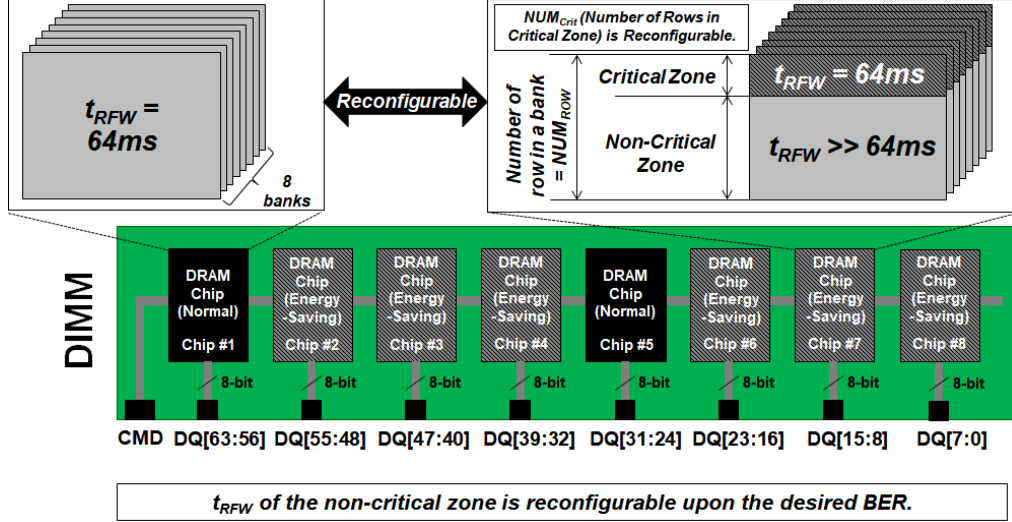 t_RFW =
64ms
8
banks
Reconfigurable
NUM_Crit (Number of Rows in
Critical Zone) is Reconfigurable.
Number of
row in a bank
= NUM_ROW
Critical Zone
Non-Critical
Zone
t_RFW = 64ms
t_RFW >> 64ms
DIMM
DRAM
Chip
(Normal)
Chip #1
DRAM
Chip
(Energy
-Saving)
Chip #2
DRAM
Chip
(Energy
-Saving)
Chip #3
DRAM
Chip
(Energy
-Saving)
Chip #4
DRAM
Chip
(Normal)
Chip #5
DRAM
Chip
(Energy
-Saving)
Chip #6
DRAM
Chip
(Energy
-Saving)
Chip #7
DRAM
Chip
(Energy
-Saving)
Chip #8
8-bit
8-bit
8-bit
8-bit
8-bit
8-bit
8-bit
8-bit
CMD DQ[63:56] DQ[55:48] DQ[47:40] DQ[39:32] DQ[31:24] DQ[23:16] DQ[15:8] DQ[7:0]
t_RFW of the non-critical zone is reconfigurable upon the desired BER.